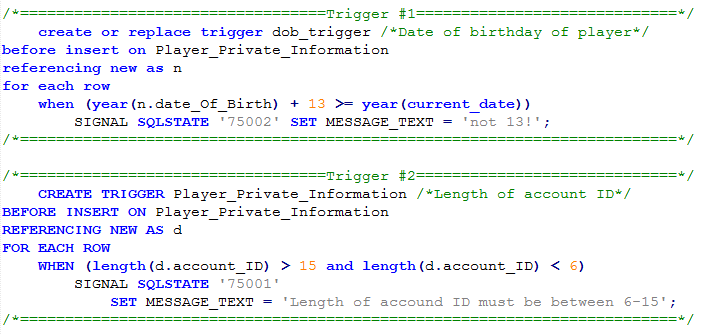 /*==================================Trigger #1=============================*/
create or replace trigger dob_trigger /*Date of birthday of player*/
before insert on Player_Private_Information
referencing new as n
for each row
when (year(n.date_Of_Birth) + 13 >= year(current_date))
SIGNAL SQLSTATE '75002' SET MESSAGE_TEXT = 'not 13!';
/*=========================================================================*/
/*==================================Trigger #2=============================*/
CREATE TRIGGER Player_Private_Information /*Length of account ID*/
BEFORE INSERT ON Player_Private_Information
REFERENCING NEW AS d
FOR EACH ROW
WHEN (length(d.account_ID) > 15 and length(d.account_ID) < 6)
SIGNAL SQLSTATE '75001'
SET MESSAGE_TEXT = 'Length of accound ID must be between 6-15';
/*=========================================================================*/